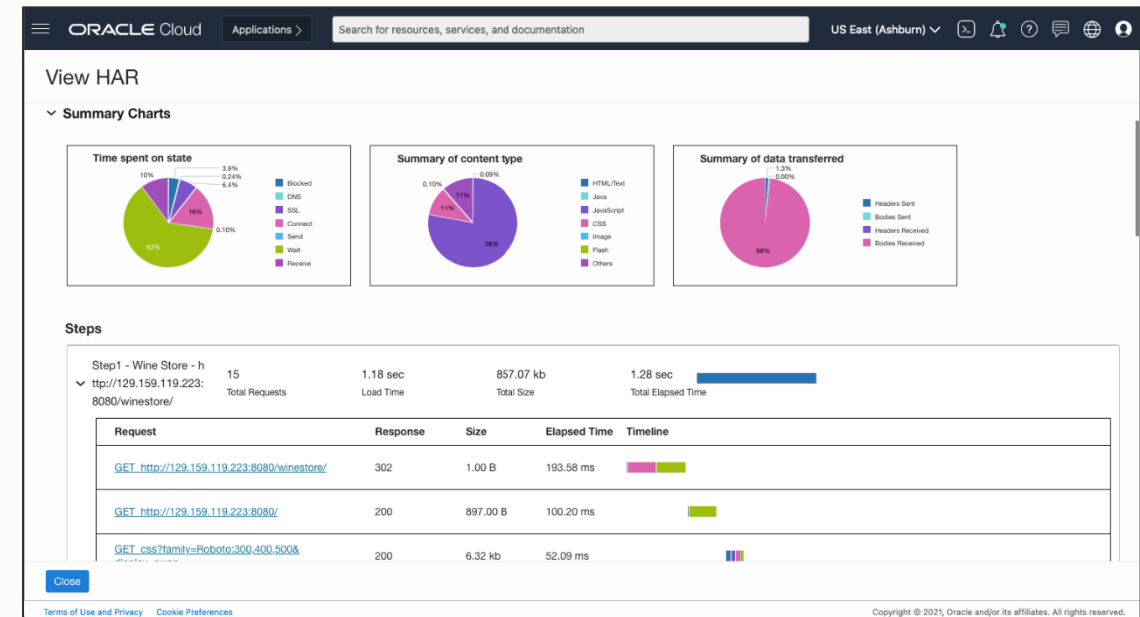 ORACLE Cloud Applications > Search for resources, services, and documentation US East (Ashburn)
View HAR
Summary Charts
Time spent on state
3.9%
0.24%
6.4%
10%
16%
0.10%
63%
Blocked
DNS
SSL
Connect
Send
Wait
Receive
Summary of content type
0.09%
0.10%
11%
11%
78%
HTML/Text
Java
JavaScript
CSS
Image
Flash
Others
Summary of data transferred
1.3%
0.00%
98%
Headers Sent
Bodies Sent
Headers Received
Bodies Received
Steps
Step1 - Wine Store - h
ttp://129.159.119.223:
8080/winestore/
15 1.18 sec 857.07 kb 1.28 sec
Total Requests Load Time Total Size Total Elapsed Time
Request Response Size Elapsed Time Timeline
GET http://129.159.119.223:8080/winestore/ 302 1.00 B 193.58 ms
GET http://129.159.119.223:8080/ 200 897.00 B 100.20 ms
GET css?family=Roboto:300,400,500& 200 6.32 kb 52.09 ms
Close
Terms of Use and Privacy Cookie Preferences Copyright © 2021, Oracle and/or its affiliates. All rights reserved.